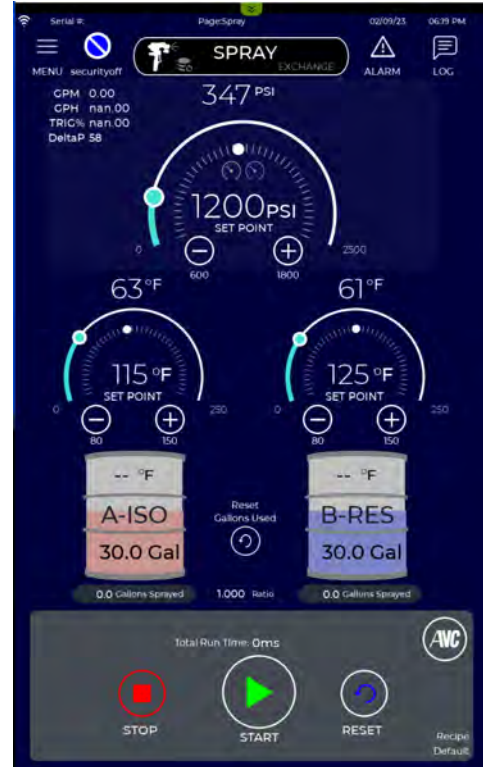 Serial #: Page:Spray 02/09/23 06:19 PM
MENU securityoff SPRAY EXCHANGE ALARM LOG
GPM 0.00
GPH nan.00
TRIG% nan.00
DeltaP 58
347 PSI
1200PSI
SET POINT
0 2500
600 1800
63°F 61°F
115 °F 125 °F
SET POINT SET POINT
0 250 0 250
80 150 80 150
-- °F -- °F
A-ISO Reset Gallons Used B-RES
30.0 Gal 30.0 Gal
0.0 Gallons Sprayed 1.000 Ratio 0.0 Gallons Sprayed
Total Run Time: 0ms AVC
STOP START RESET
Recipe
Default